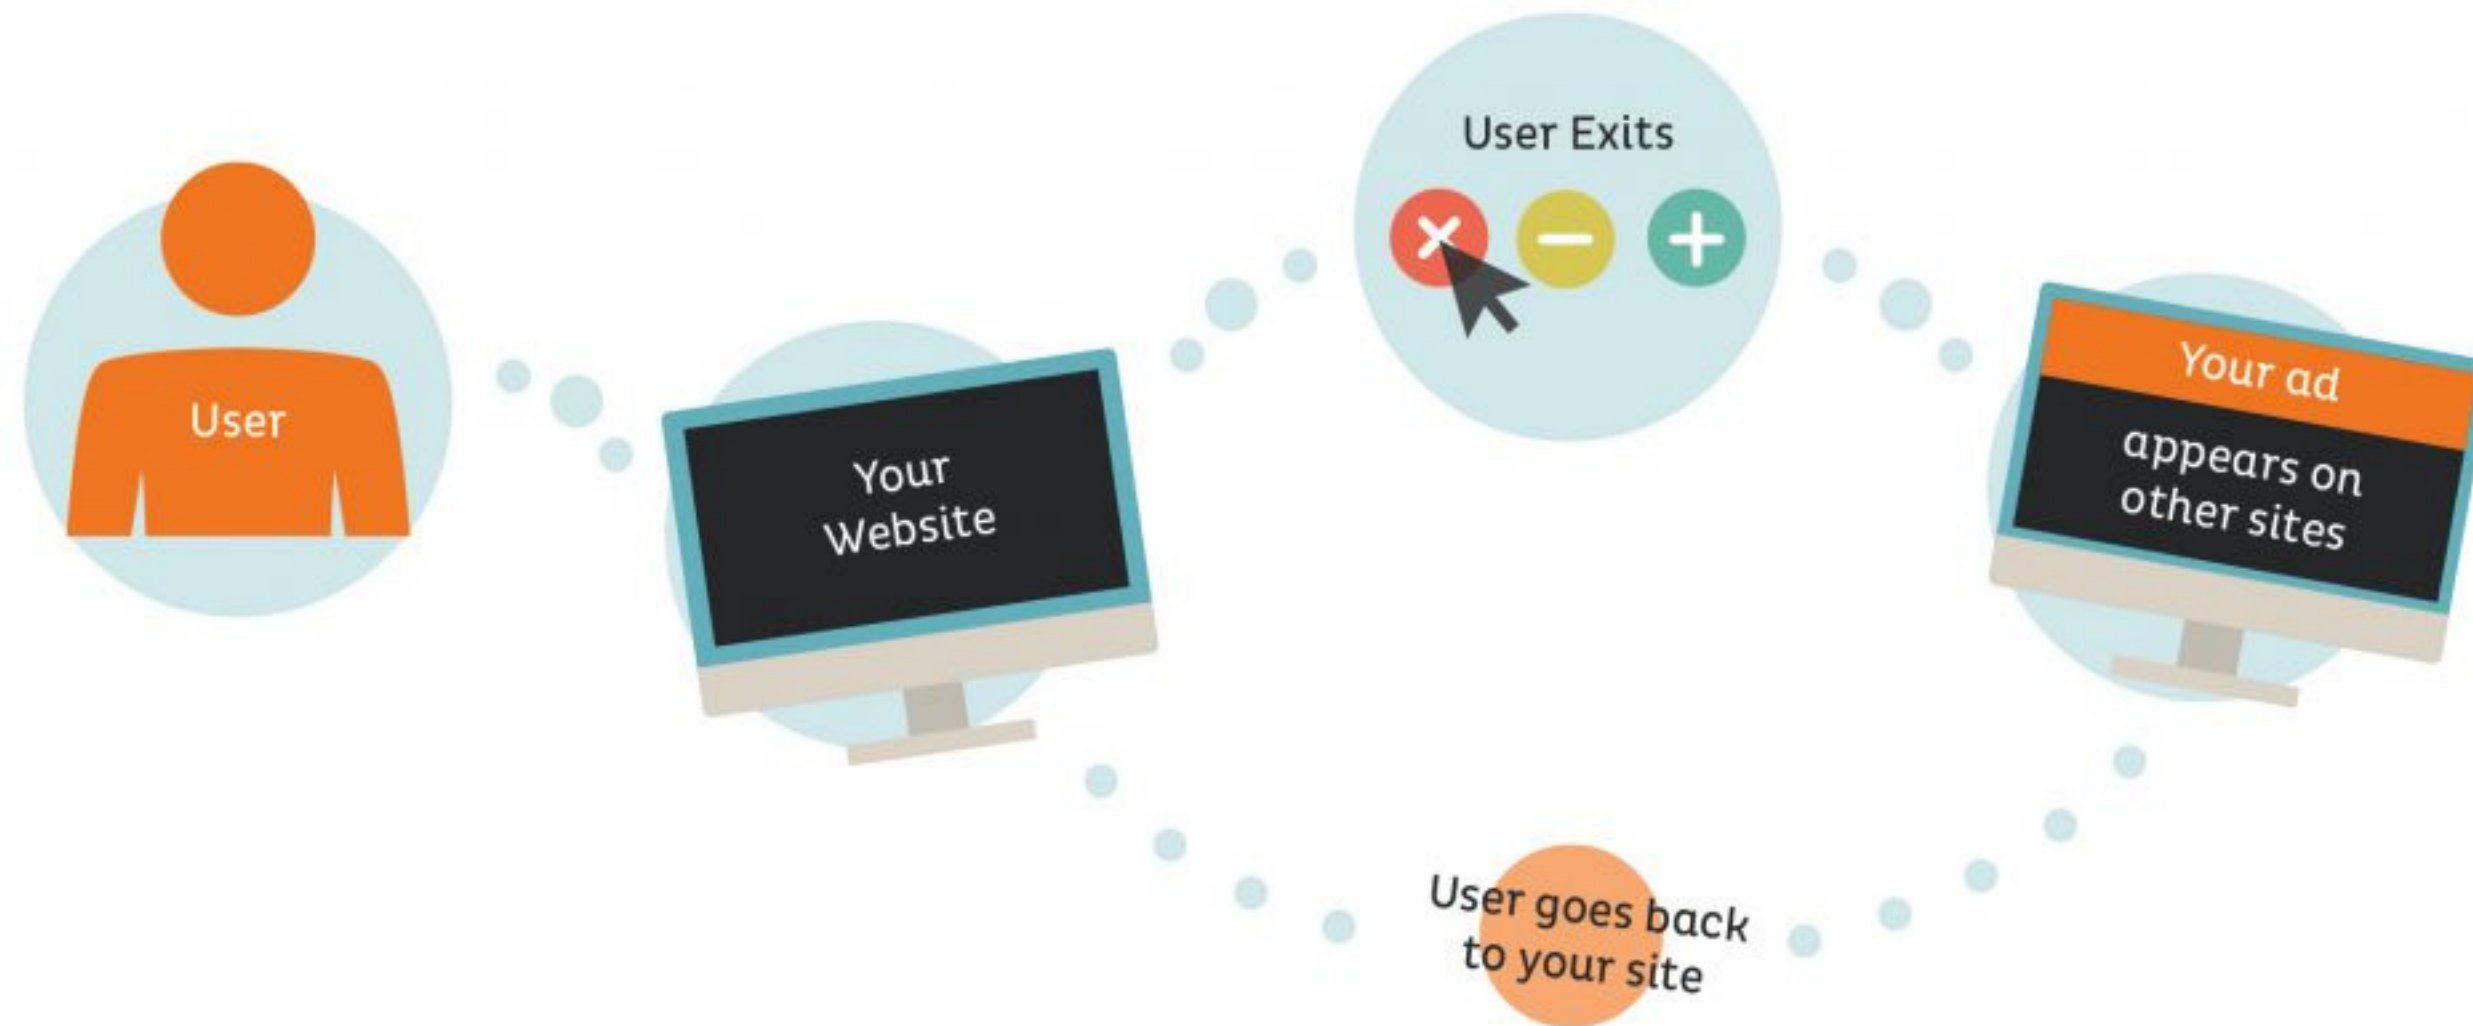 User
Your
Website
User Exits
Your ad
appears on
other sites
User goes back
to your site